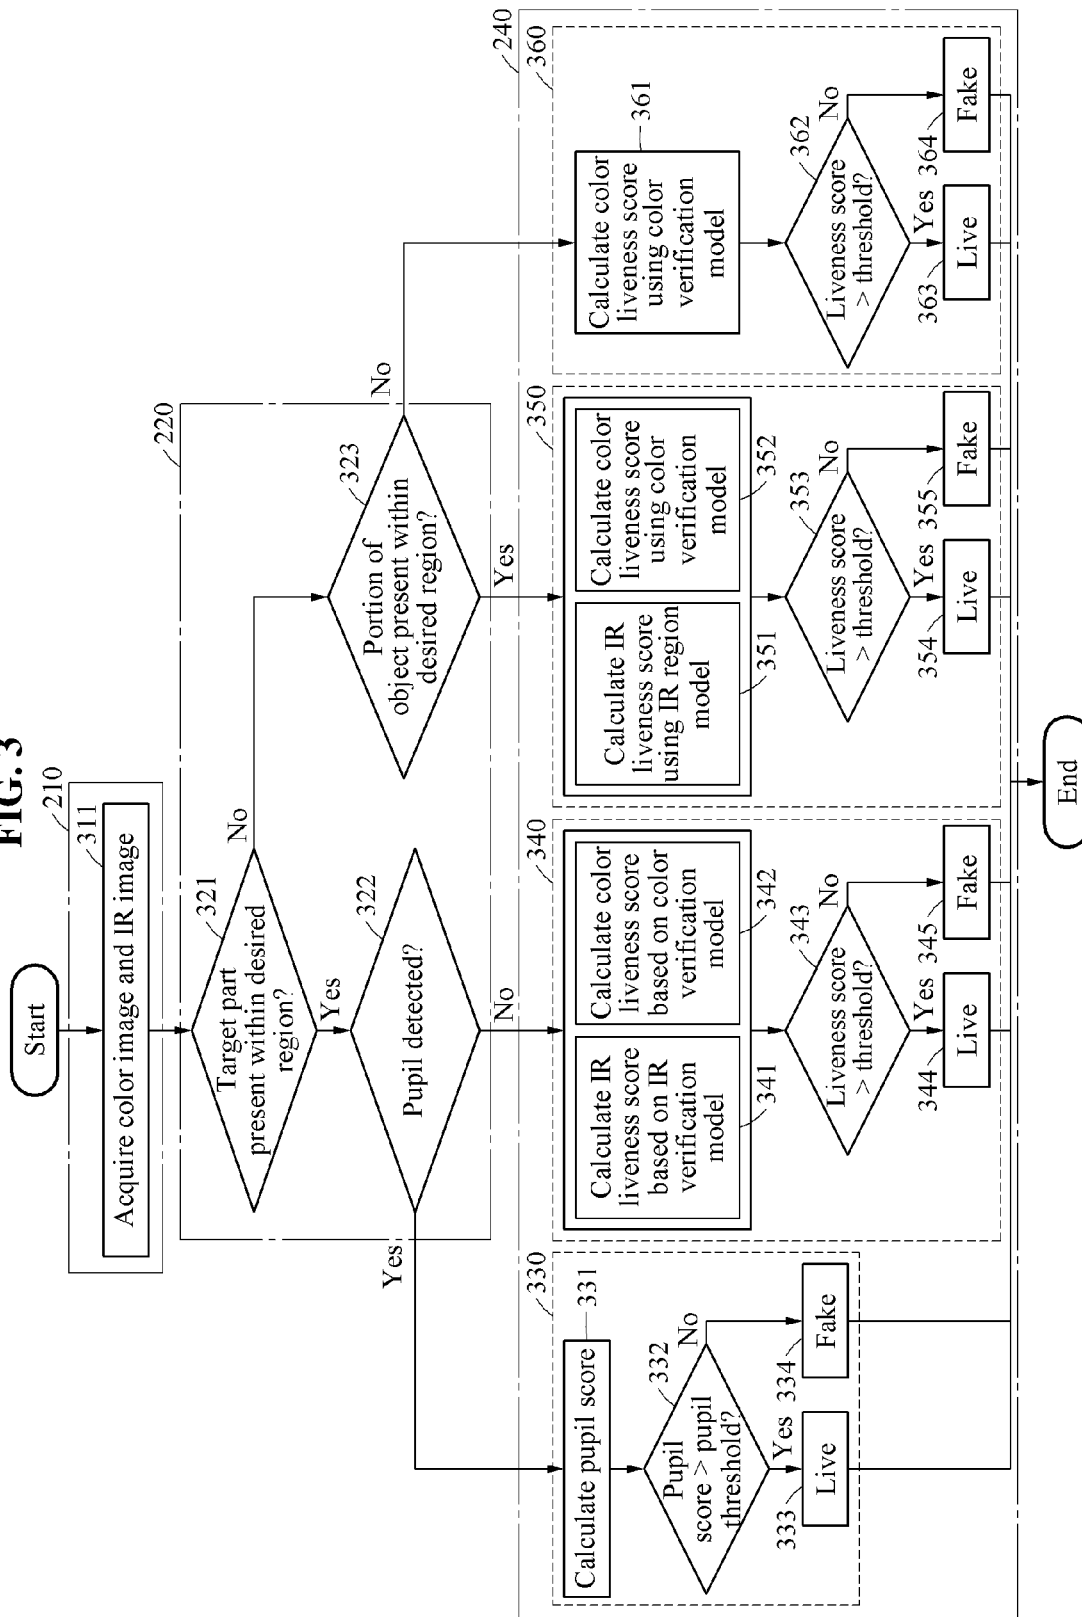 FIG. 3
Start
210
311
Acquire color image and IR image
220
321
Target part
present within desired
region?
No
Yes
322
Pupil detected?
Yes
No
323
Portion of
object present within
desired region?
No
Yes
240
330
331
Calculate pupil score
332
Pupil
score > pupil
threshold?
No
Yes
333
Live
334
Fake
340
Calculate IR
liveness score
based on IR
verification
model
341
Calculate color
liveness score
based on color
verification
model
342
343
Liveness score
> threshold?
No
Yes
344
Live
345
Fake
350
Calculate IR
liveness score
using IR region
model
351
Calculate color
liveness score
using color
verification
model
352
353
Liveness score
> threshold?
No
Yes
354
Live
355
Fake
360
361
Calculate color
liveness score
using color
verification
model
362
Liveness score
> threshold?
No
Yes
363
Live
364
Fake
End